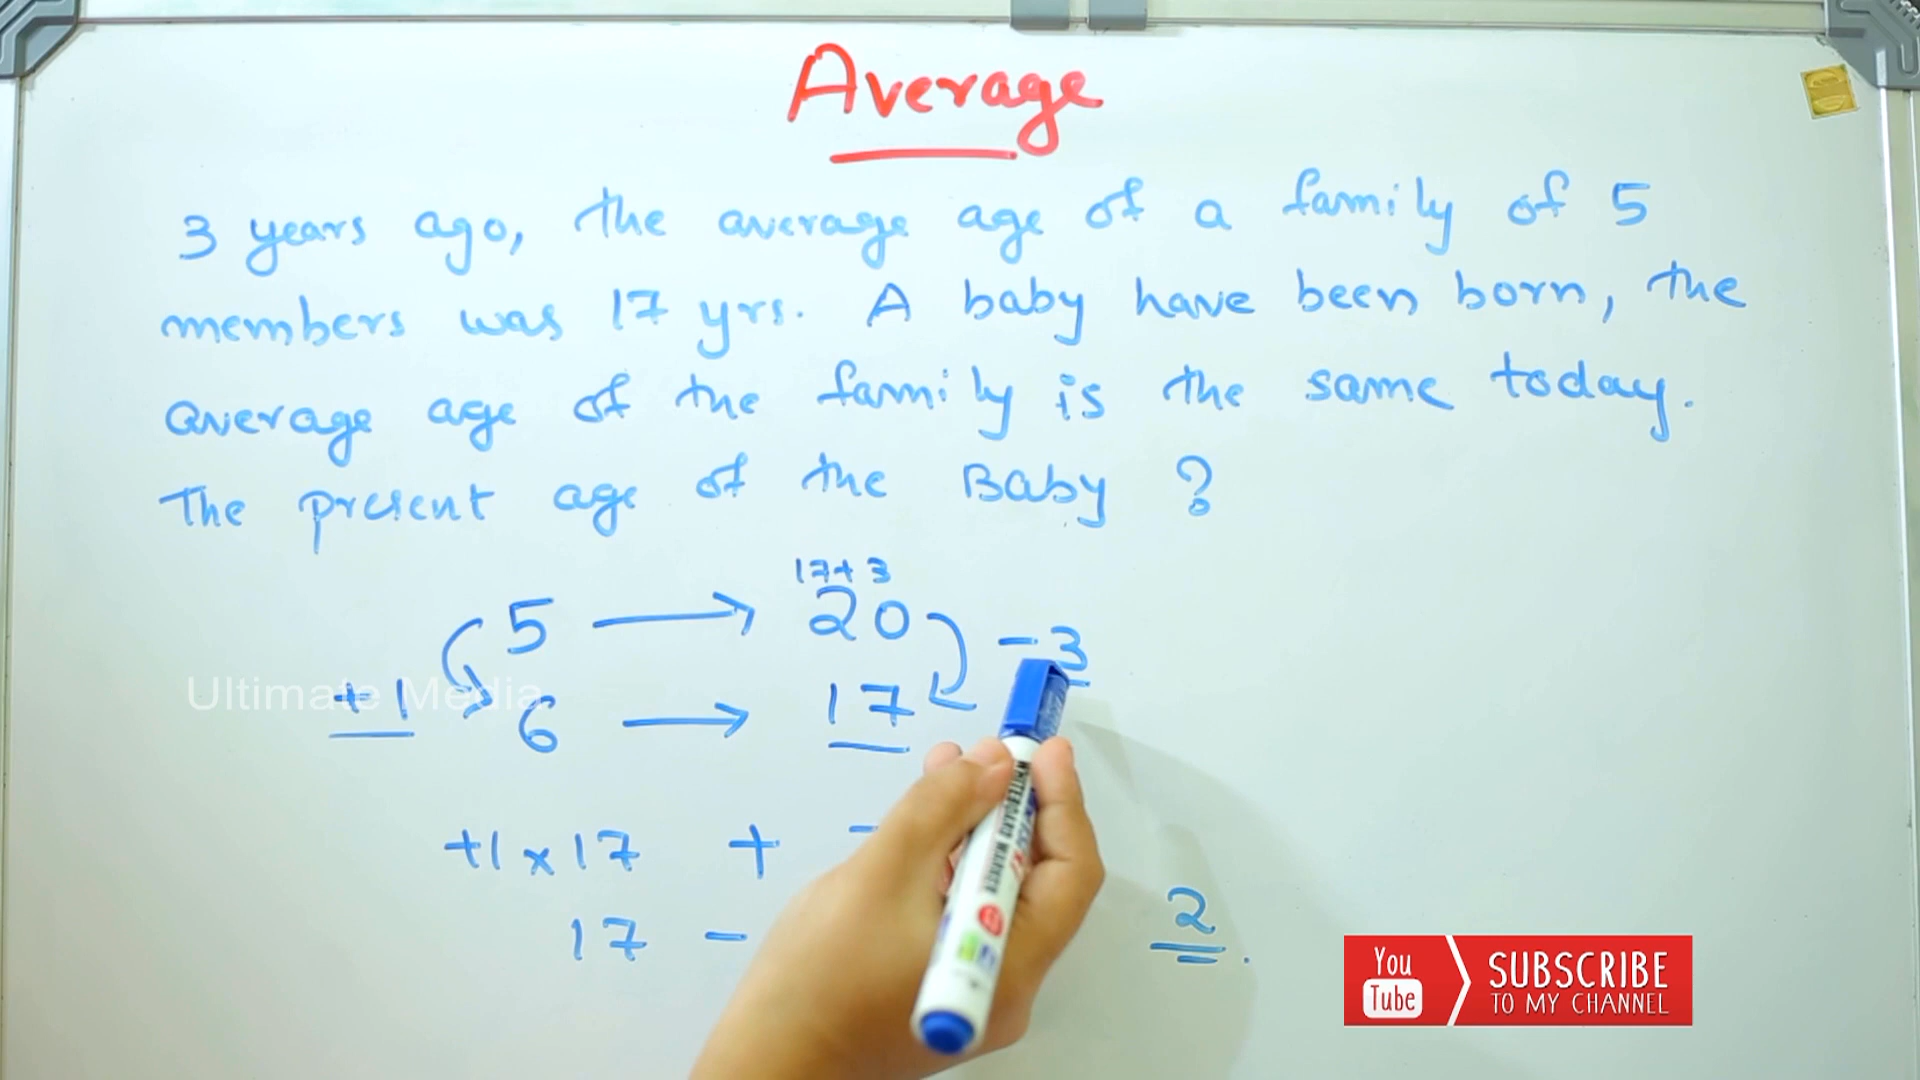 Average
3 years ago, the average age of a family of 5
members was 17 yrs. A baby have been born, the
average age of the family is the same today.
The present age of the Baby ?
17+3
5 → 20 -3
Ultimate Media
+1 6 → 17
+1 x 17 + -
17 - 2.
WHITEBOARD MARKER
You Tube SUBSCRIBE
TO MY CHANNEL